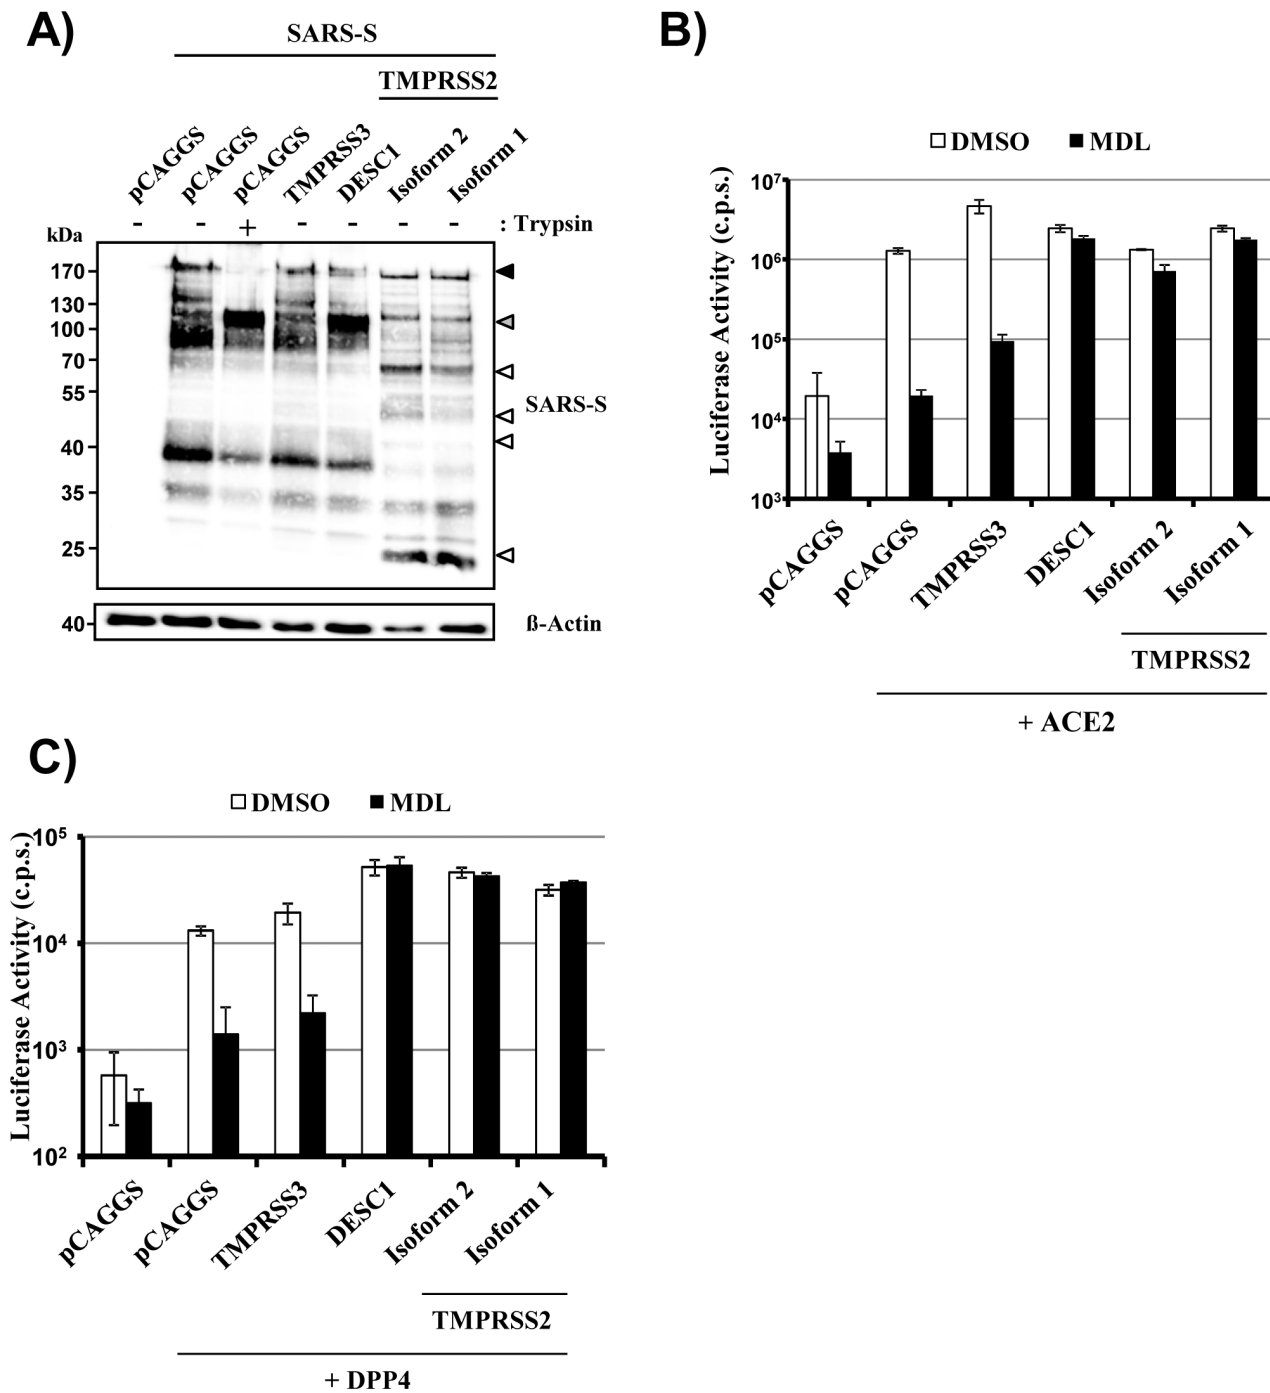 A)
SARS-S
TMPRSS2
pCAGGS
pCAGGS
pCAGGS
TMPRSS3
DESC1
Isoform 2
Isoform 1
- - + - - - - : Trypsin
kDa
170
130
100
70
55
SARS-S
40
35
25
40
ß-Actin
B)
DMSO MDL
Luciferase Activity (c.p.s.)
10⁷
10⁶
10⁵
10⁴
10³
pCAGGS
pCAGGS
TMPRSS3
DESC1
Isoform 2
Isoform 1
TMPRSS2
+ ACE2
C)
DMSO MDL
Luciferase Activity (c.p.s.)
10⁵
10⁴
10³
10²
pCAGGS
pCAGGS
TMPRSS3
DESC1
Isoform 2
Isoform 1
TMPRSS2
+ DPP4